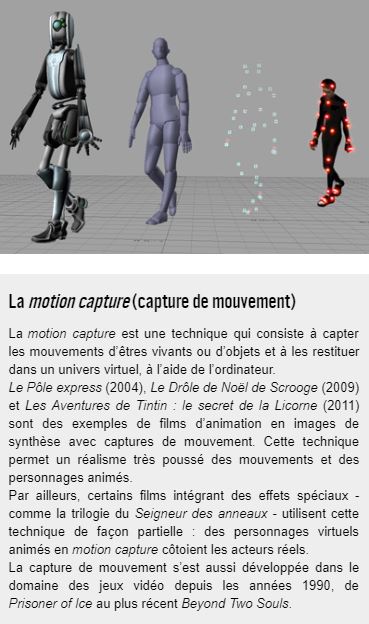 La motion capture (capture de mouvement)
La motion capture est une technique qui consiste à capter
les mouvements d’êtres vivants ou d’objets et à les restituer
dans un univers virtuel, à l’aide de l’ordinateur.
Le Pôle express (2004), Le Drôle de Noël de Scrooge (2009)
et Les Aventures de Tintin : le secret de la Licorne (2011)
sont des exemples de films d’animation en images de
synthèse avec captures de mouvement. Cette technique
permet un réalisme très poussé des mouvements et des
personnages animés.
Par ailleurs, certains films intégrant des effets spéciaux -
comme la trilogie du Seigneur des anneaux - utilisent cette
technique de façon partielle : des personnages virtuels
animés en motion capture côtoient les acteurs réels.
La capture de mouvement s’est aussi développée dans le
domaine des jeux vidéo depuis les années 1990, de
Prisoner of Ice au plus récent Beyond Two Souls.